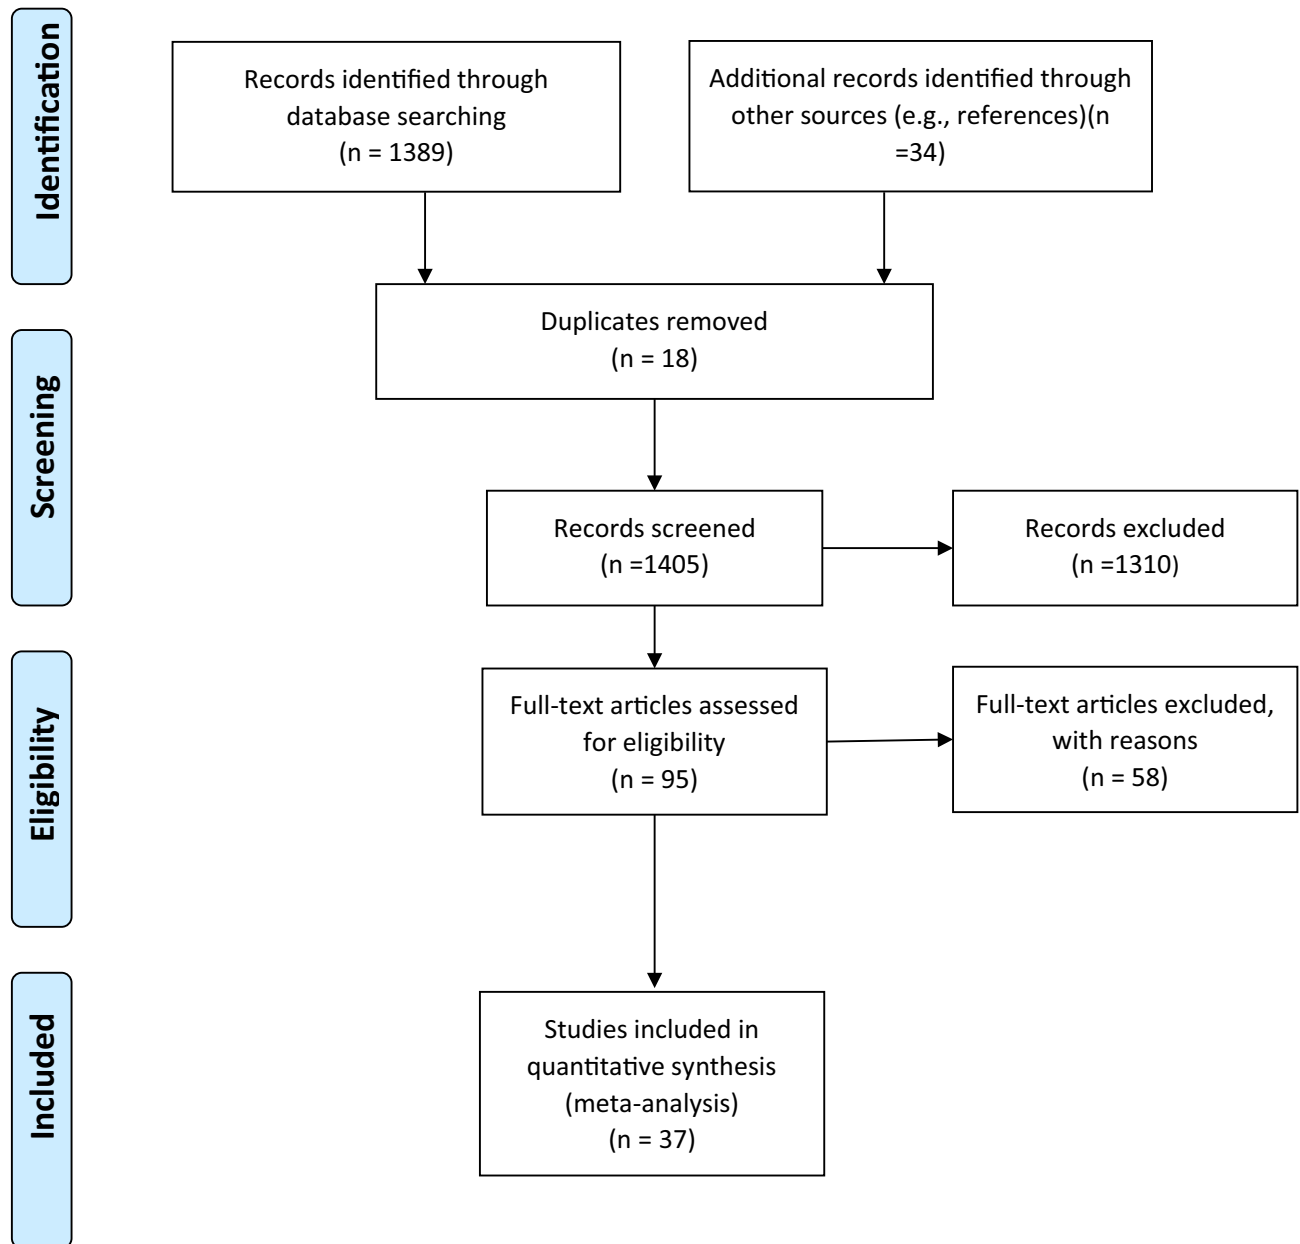 Identification
Records identified through
database searching
(n = 1389)
Additional records identified through
other sources (e.g., references)(n
=34)
Duplicates removed
(n = 18)
Screening
Records screened
(n =1405)
Records excluded
(n =1310)
Eligibility
Full-text articles assessed
for eligibility
(n = 95)
Full-text articles excluded,
with reasons
(n = 58)
Included
Studies included in
quantitative synthesis
(meta-analysis)
(n = 37)